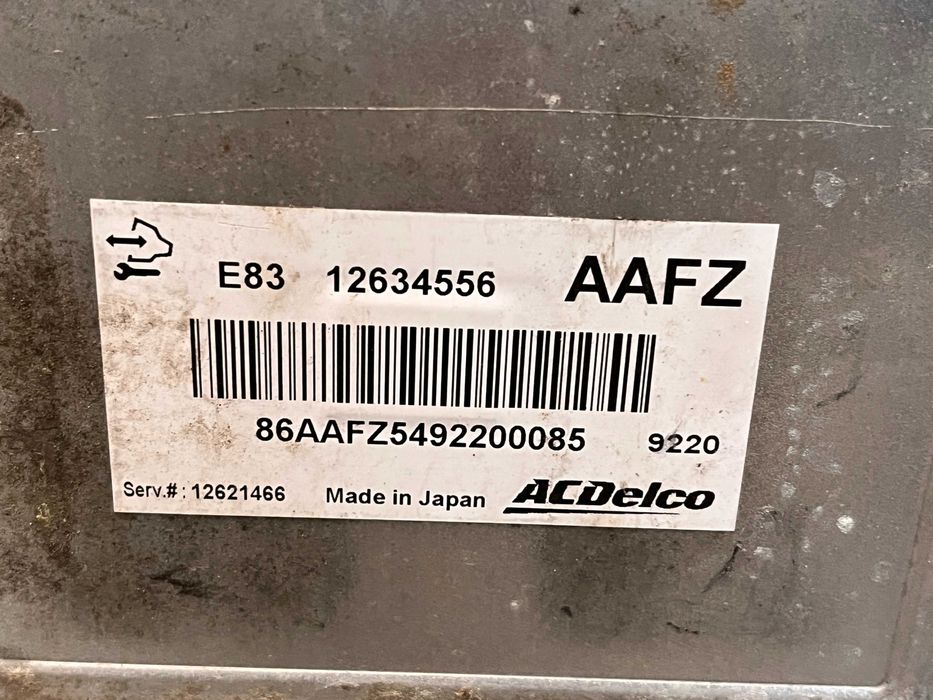 E83 12634556 AAFZ
86AAFZ5492200085 9220
Serv.#: 12621466 Made in Japan ACDelco